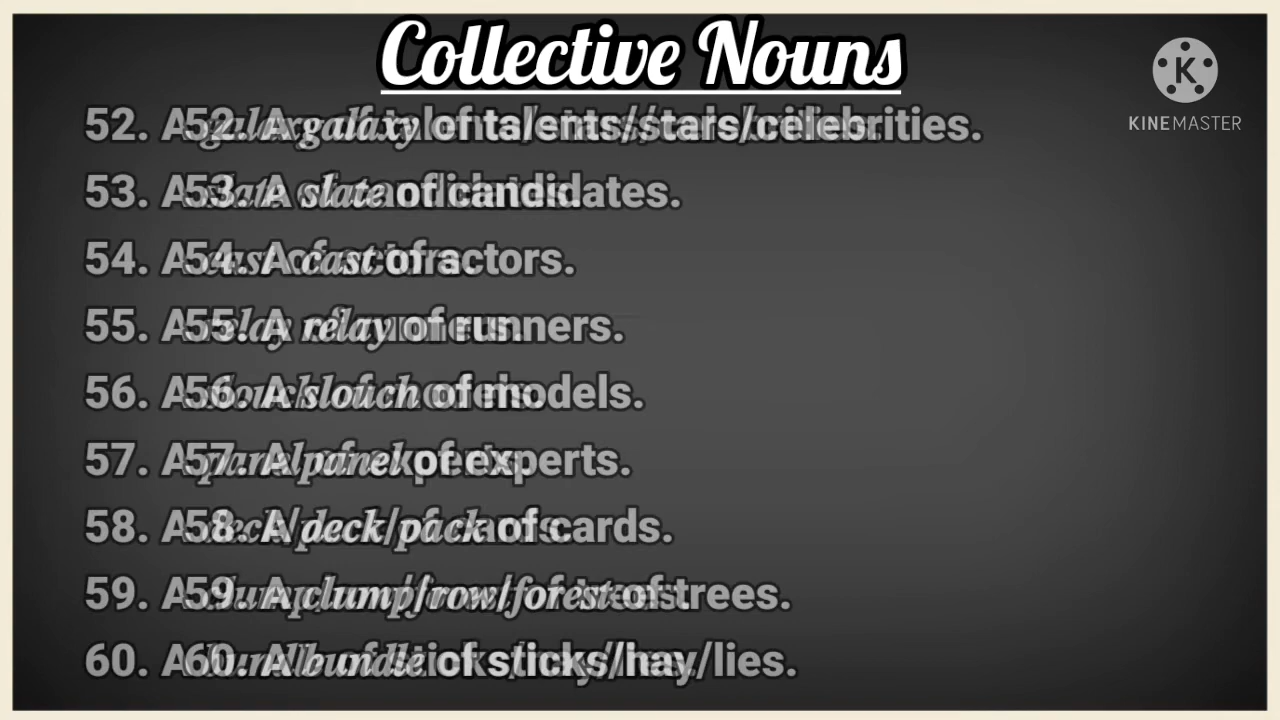 Collective Nouns
K
KINEMASTER
52. A galaxy of talents/stars/celebrities.
53. A slate of candidates.
54. A cast of actors.
55. A relay of runners.
56. A slouch of models.
57. A panel of experts.
58. A deck/pack of cards.
59. A clump/row/forest of trees.
60. A bundle of sticks/hay/lies.